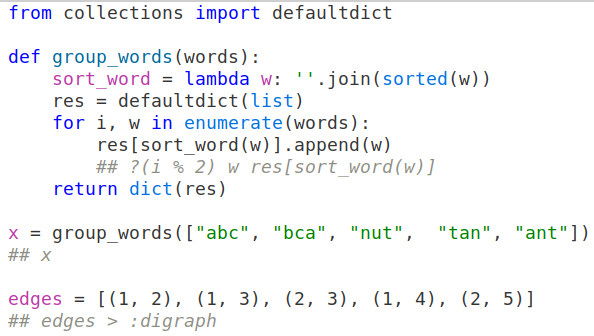 from collections import defaultdict
def group_words(words):
    sort_word = lambda w: ''.join(sorted(w))
    res = defaultdict(list)
    for i, w in enumerate(words):
        res[sort_word(w)].append(w)
        ## ?(i % 2) w res[sort_word(w)]
    return dict(res)
x = group_words(["abc", "bca", "nut",  "tan", "ant"])
## x
edges = [(1, 2), (1, 3), (2, 3), (1, 4), (2, 5)]
## edges > :digraph